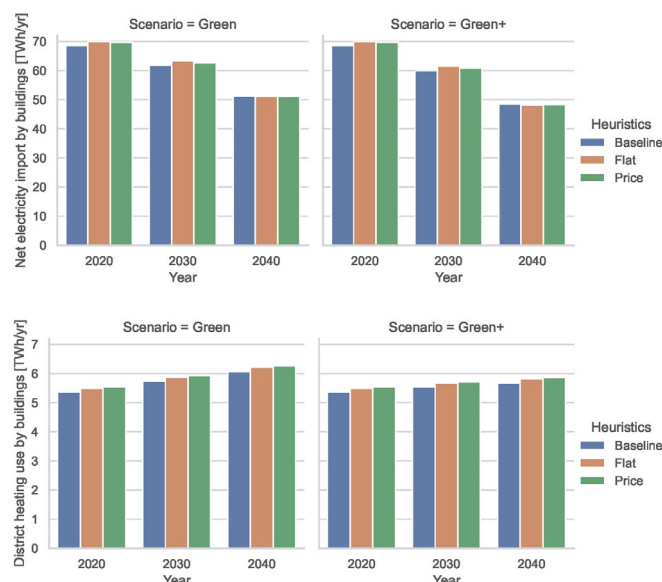 Scenario = Green
Scenario = Green+
Net electricity import by buildings [TWh/yr]
70
60
50
40
30
20
10
0
2020
2030
2040
Year
2020
2030
2040
Year
Heuristics
Baseline
Flat
Price
Scenario = Green
Scenario = Green+
District heating use by buildings [TWh/yr]
7
6
5
4
3
2
1
0
2020
2030
2040
Year
2020
2030
2040
Year
Heuristics
Baseline
Flat
Price